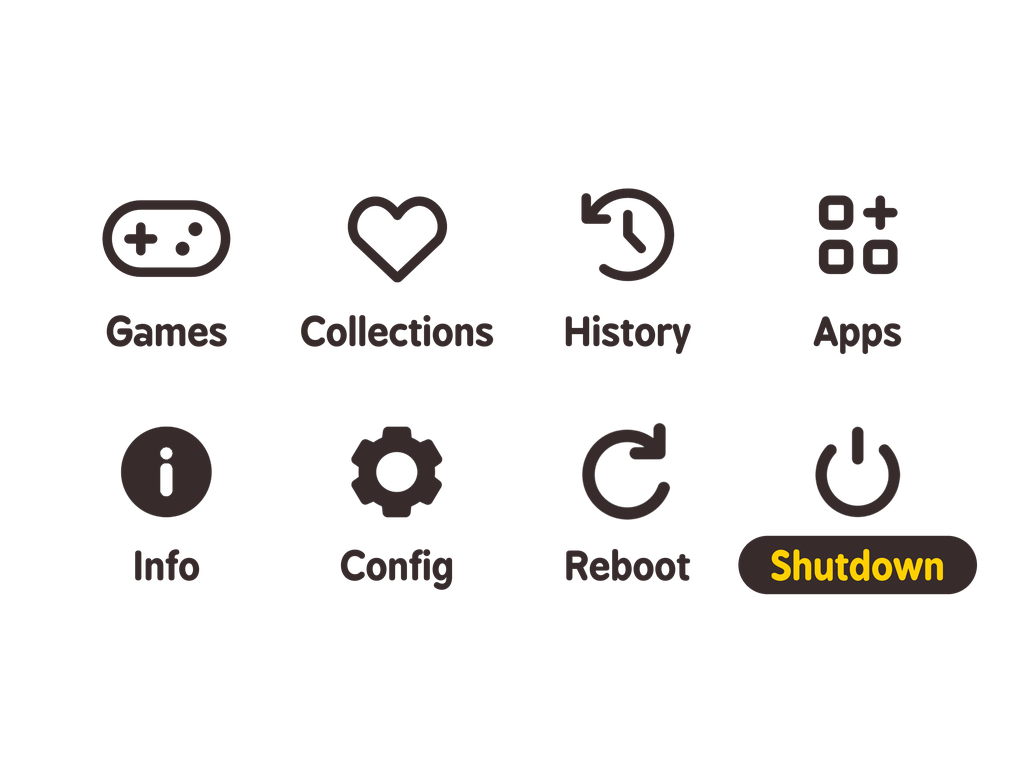 Games
Collections
History
Apps
Info
Config
Reboot
Shutdown